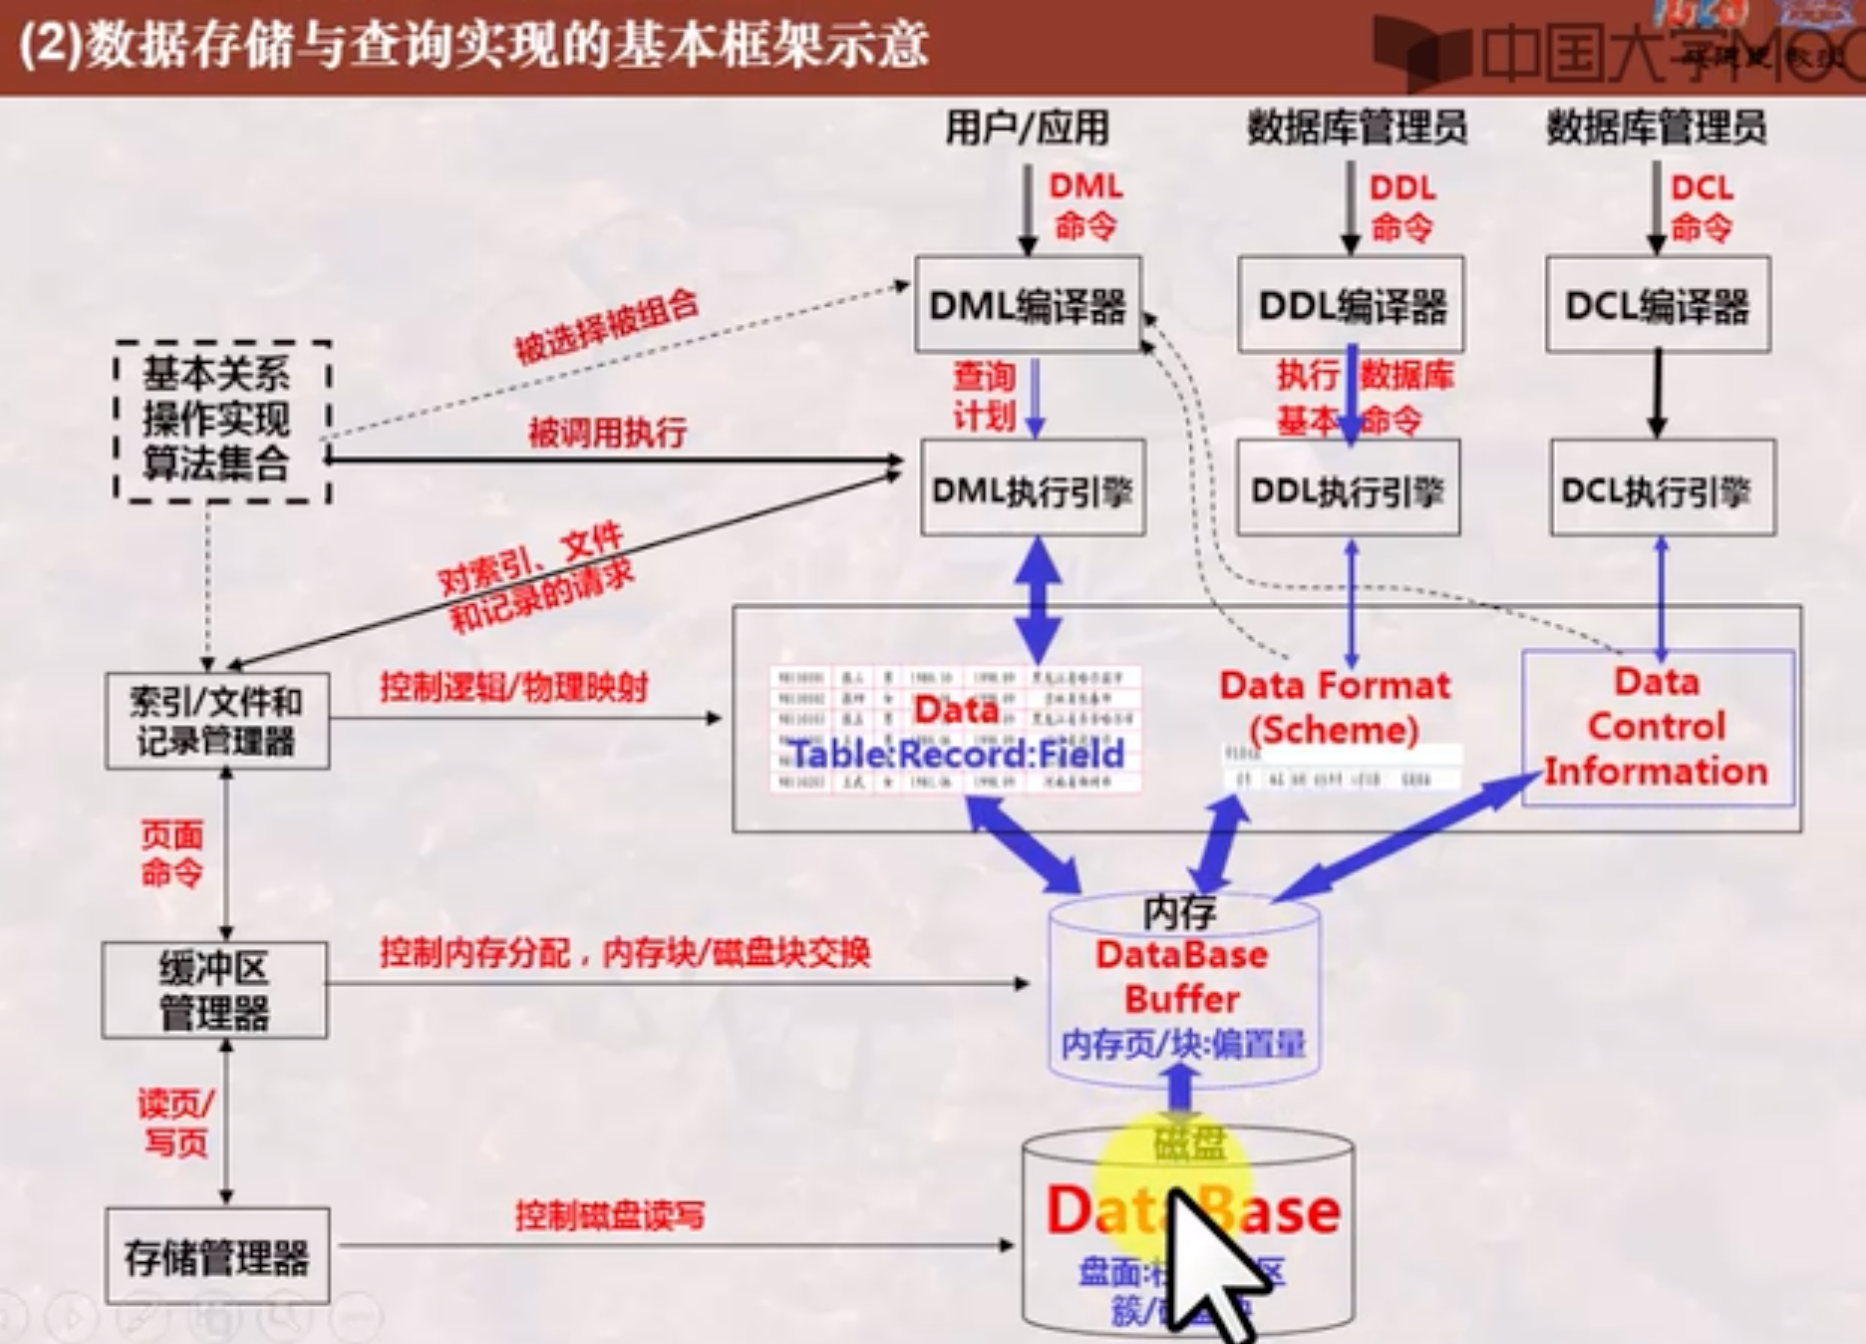 (2)数据存储与查询实现的基本框架示意
中国大学MOO
用户/应用
数据库管理员
数据库管理员
DML
命令
DDL
命令
DCL
命令
DML编译器
DDL编译器
DCL编译器
被选择被组合
基本关系
操作实现
算法集合
查询
计划
执行 数据库
基本 命令
被调用执行
DML执行引擎
DDL执行引擎
DCL执行引擎
对索引、文件
和记录的请求
索引/文件和
记录管理器
控制逻辑/物理映射
Data
Table:Record:Field
Data Format
(Scheme)
Data
Control
Information
页面
命令
内存
DataBase
Buffer
内存页/块:偏置量
缓冲区
管理器
控制内存分配，内存块/磁盘块交换
读页/
写页
磁盘
DataBase
盘面:
区
簇/
存储管理器
控制磁盘读写